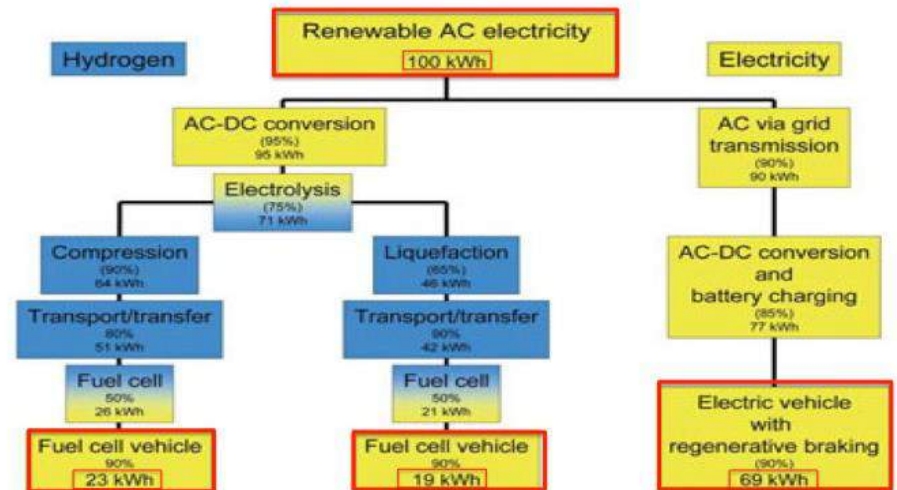 Renewable AC electricity
100 kWh
Hydrogen
Electricity
AC-DC conversion
(95%)
95 kWh
AC via grid
transmission
(90%)
90 kWh
Electrolysis
(75%)
71 kWh
Compression
(90%)
64 kWh
Liquefaction
(65%)
46 kWh
AC-DC conversion
and
battery charging
(85%)
77 kWh
Transport/transfer
80%
51 kWh
Transport/transfer
90%
42 kWh
Fuel cell
50%
26 kWh
Fuel cell
50%
21 kWh
Fuel cell vehicle
90%
23 kWh
Fuel cell vehicle
90%
19 kWh
Electric vehicle
with
regenerative braking
(90%)
69 kWh